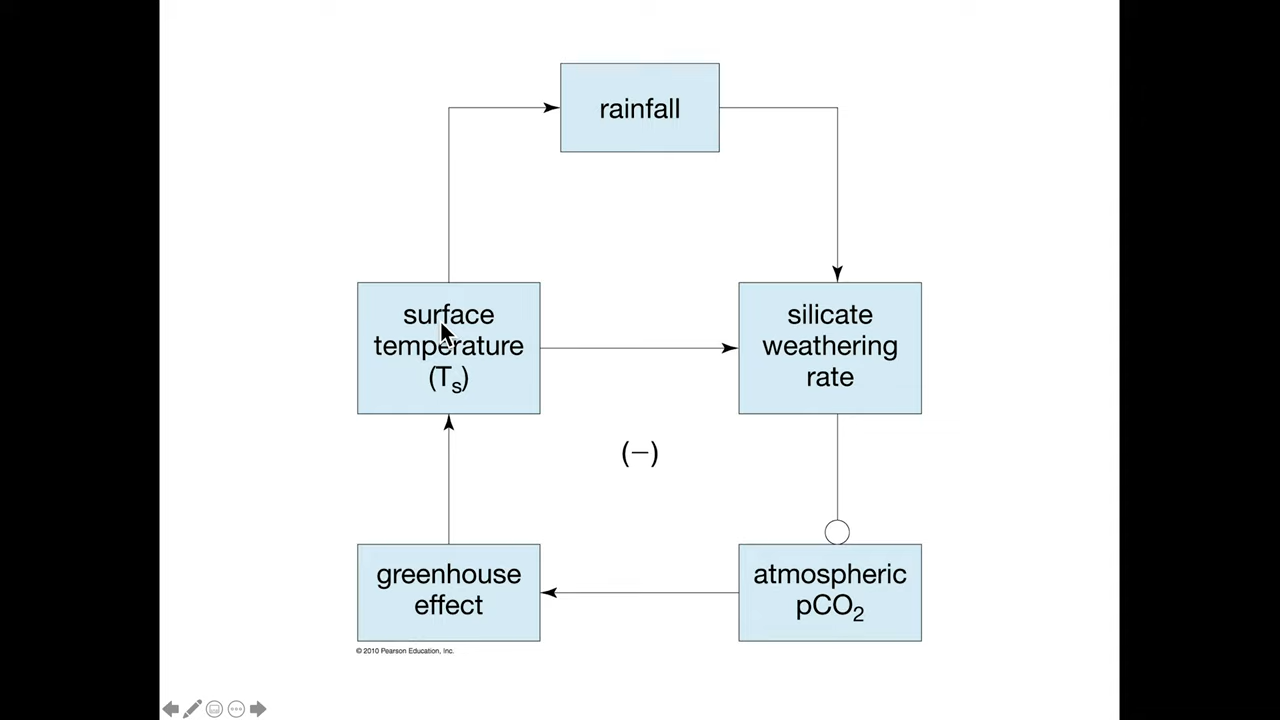 rainfall
surface
temperature
(Tₛ)
silicate
weathering
rate
(−)
greenhouse
effect
atmospheric
pCO₂
© 2010 Pearson Education, Inc.